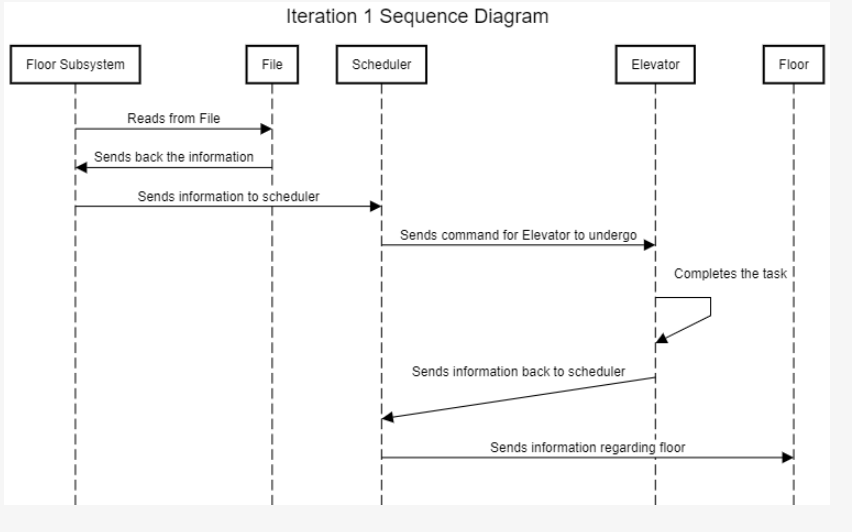 Iteration 1 Sequence Diagram
Floor Subsystem
File
Scheduler
Elevator
Floor
Reads from File
Sends back the information
Sends information to scheduler
Sends command for Elevator to undergo
Completes the task
Sends information back to scheduler
Sends information regarding floor